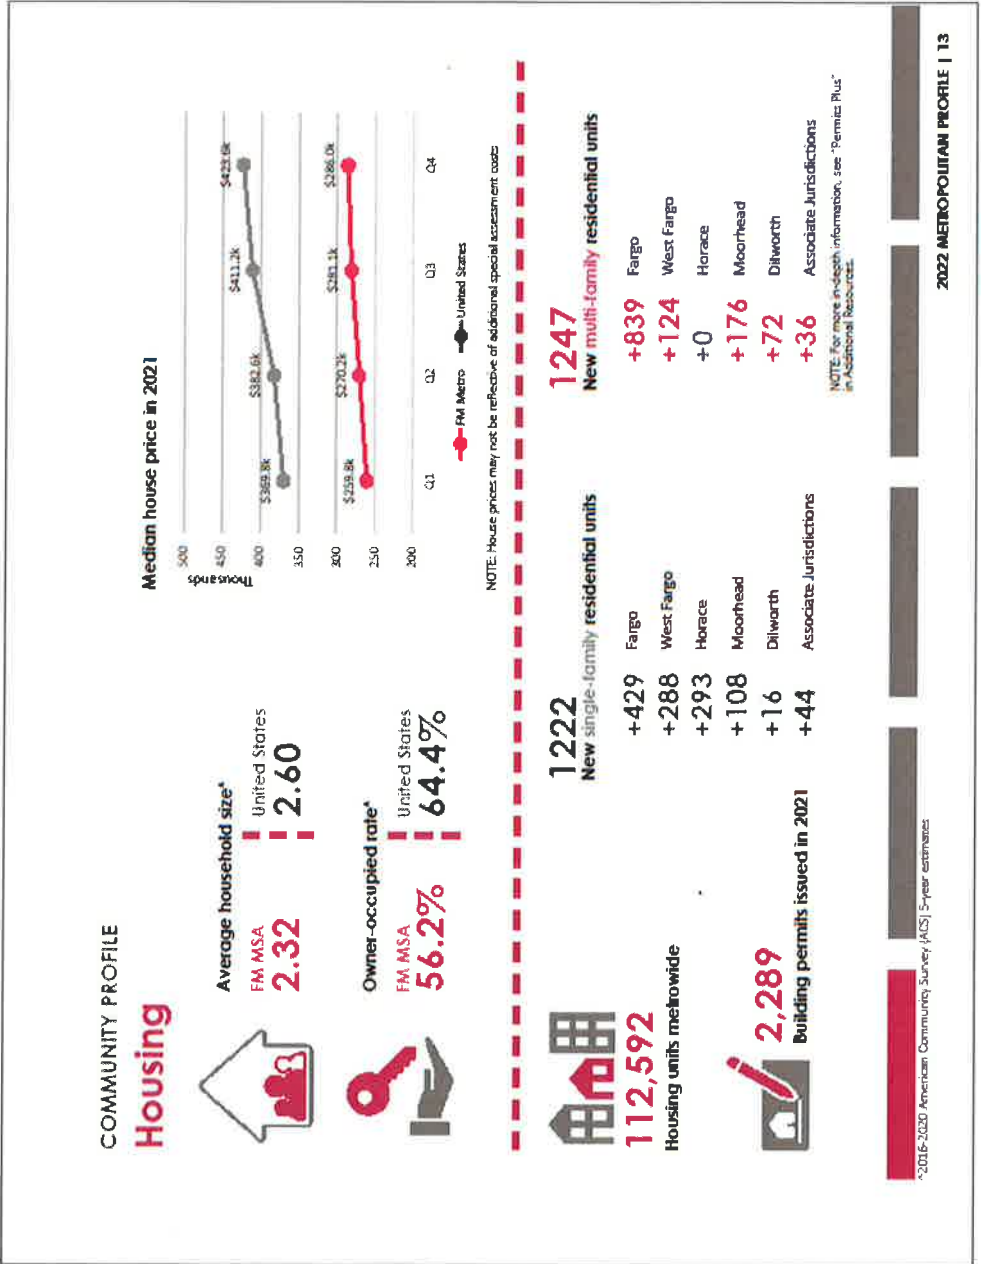 COMMUNITY PROFILE
Housing
Average household size^
FM MSA
2.32
United States
2.60
Owner-occupied rate^
FM MSA
56.2%
United States
64.4%
Median house price in 2021
Thousands
500
450
400
350
300
250
200
$369.8k
$382.6k
$411.2k
$423.6k
$259.8k
$270.2k
$281.1k
$286.0k
Q1
Q2
Q3
Q4
FM Metro
United States
NOTE: House prices may not be reflective of additional special assessment costs
112,592
Housing units metrowide
2,289
Building permits issued in 2021
1222
New single-family residential units
+429 Fargo
+288 West Fargo
+293 Horace
+108 Moorhead
+16 Dilworth
+44 Associate Jurisdictions
1247
New multi-family residential units
+839 Fargo
+124 West Fargo
+0 Horace
+176 Moorhead
+72 Dilworth
+36 Associate Jurisdictions
NOTE: For more in-depth information, see "Permits Plus"
in Additional Resources.
^2016-2020 American Community Survey (ACS) 5-year estimates
2022 METROPOLITAN PROFILE | 13